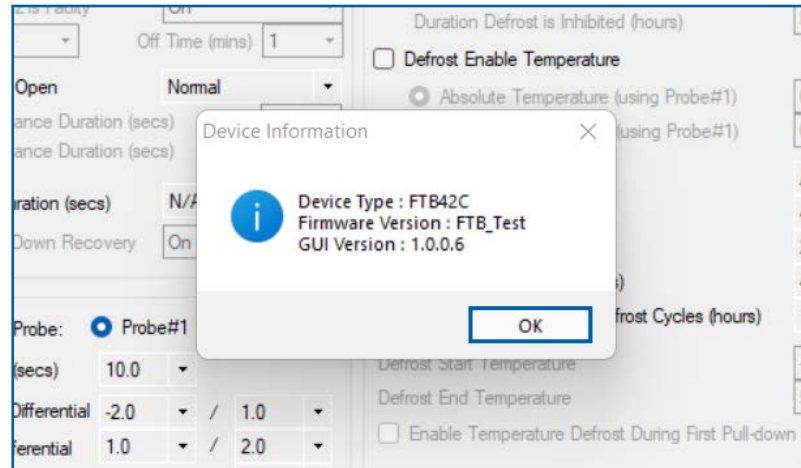 On
Off Time (mins) 1
Open Normal
ance Duration (secs)
ance Duration (secs)
uration (secs) N/A
Down Recovery On
Probe: Probe#1
(secs) 10.0
Differential -2.0 / 1.0
ferential 1.0 / 2.0
Duration Defrost is Inhibited (hours)
Defrost Enable Temperature
Absolute Temperature (using Probe#1)
(using Probe#1)
Device Information
Device Type : FTB42C
Firmware Version : FTB_Test
GUI Version : 1.0.0.6
OK
frost Cycles (hours)
Defrost Start Temperature
Defrost End Temperature
Enable Temperature Defrost During First Pull-down